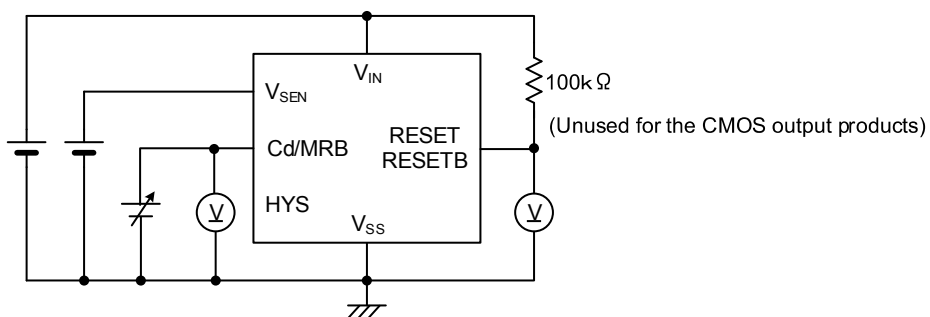 V_IN
100kΩ
V_SEN
(Unused for the CMOS output products)
RESET
Cd/MRB
RESETB
V
HYS
V
V_SS